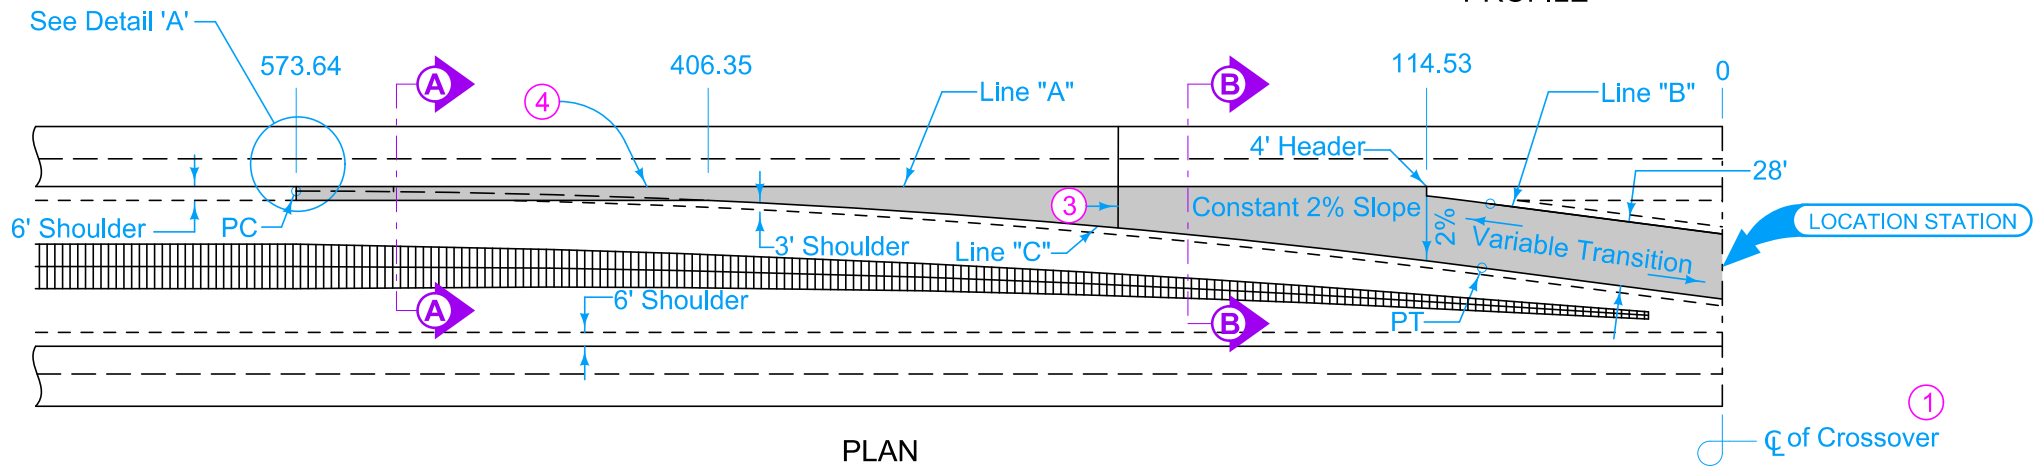 PROFILE
See Detail 'A'
573.64
406.35
114.53
0
A
B
4
Line "A"
Line "B"
4' Header
28'
3
Constant 2% Slope
2%
6' Shoulder
PC
3' Shoulder
Line "C"
Variable Transition
LOCATION STATION
6' Shoulder
A
B
PT
1
PLAN
℄ of Crossover